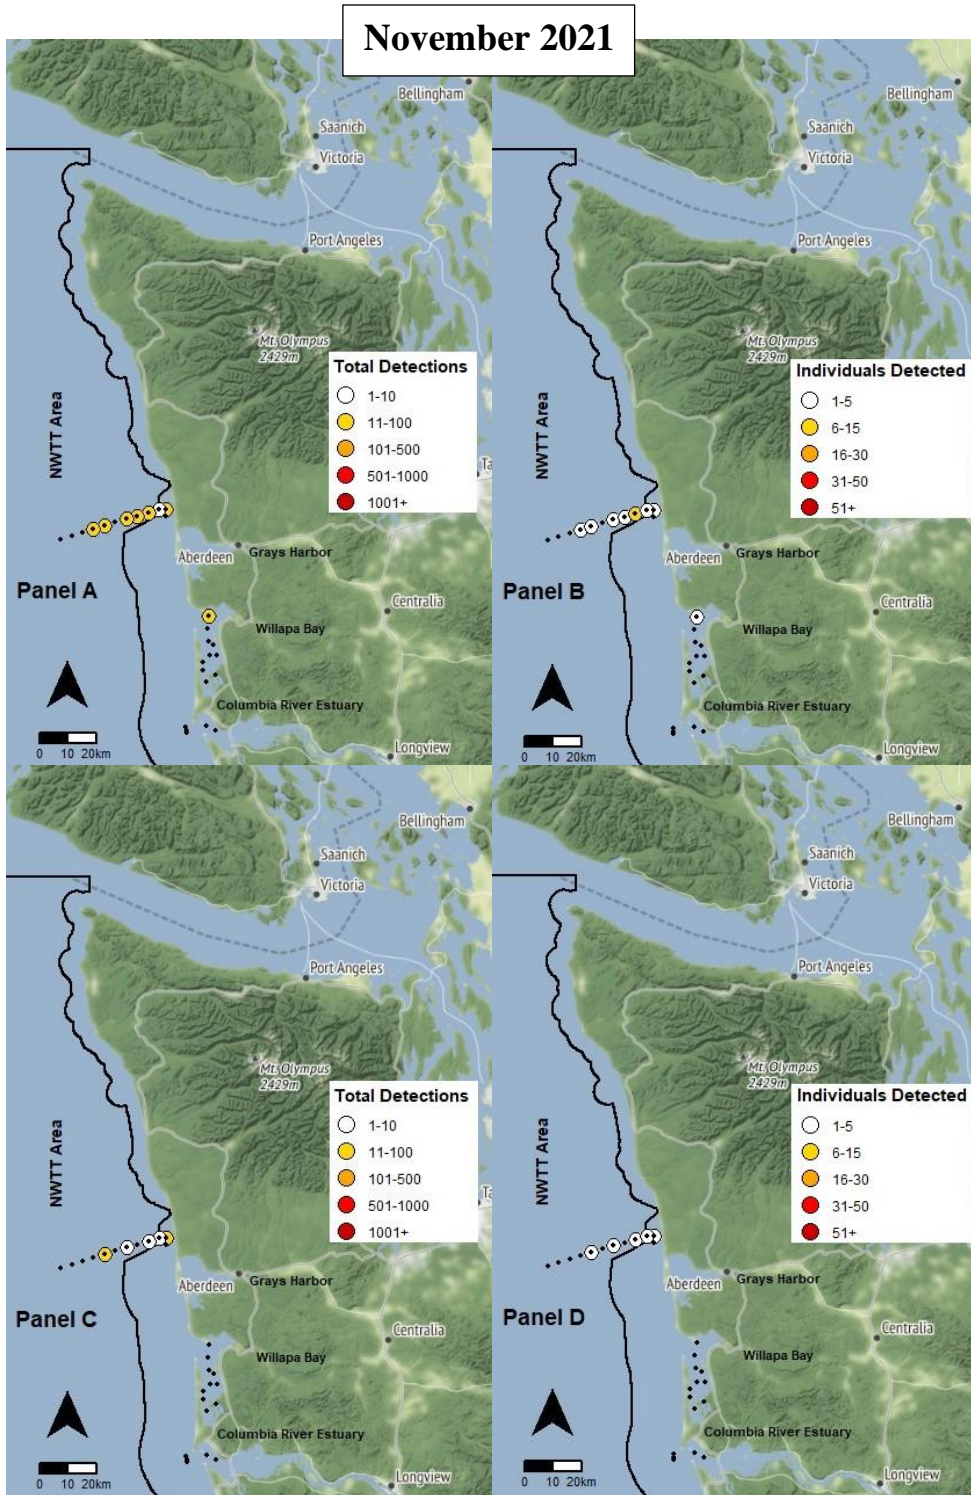 November 2021
Bellingham
Saanich
Victoria
Port Angeles
Mt. Olympus
2429m
Total Detections
1-10
11-100
101-500
501-1000
1001+
NWTT Area
Ta
Aberdeen
Grays Harbor
Panel A
Centralia
Willapa Bay
Columbia River Estuary
0 10 20km
Longview
Bellingham
Saanich
Victoria
Port Angeles
Mt. Olympus
2429m
Individuals Detected
1-5
6-15
16-30
31-50
51+
NWTT Area
Aberdeen
Grays Harbor
Panel B
Centralia
Willapa Bay
Columbia River Estuary
0 10 20km
Longview
Bellingham
Saanich
Victoria
Port Angeles
Mt. Olympus
2429m
Total Detections
1-10
11-100
101-500
501-1000
1001+
NWTT Area
Ta
Aberdeen
Grays Harbor
Panel C
Centralia
Willapa Bay
Columbia River Estuary
0 10 20km
Longview
Bellingham
Saanich
Victoria
Port Angeles
Mt. Olympus
2429m
Individuals Detected
1-5
6-15
16-30
31-50
51+
NWTT Area
Aberdeen
Grays Harbor
Panel D
Centralia
Willapa Bay
Columbia River Estuary
0 10 20km
Longview